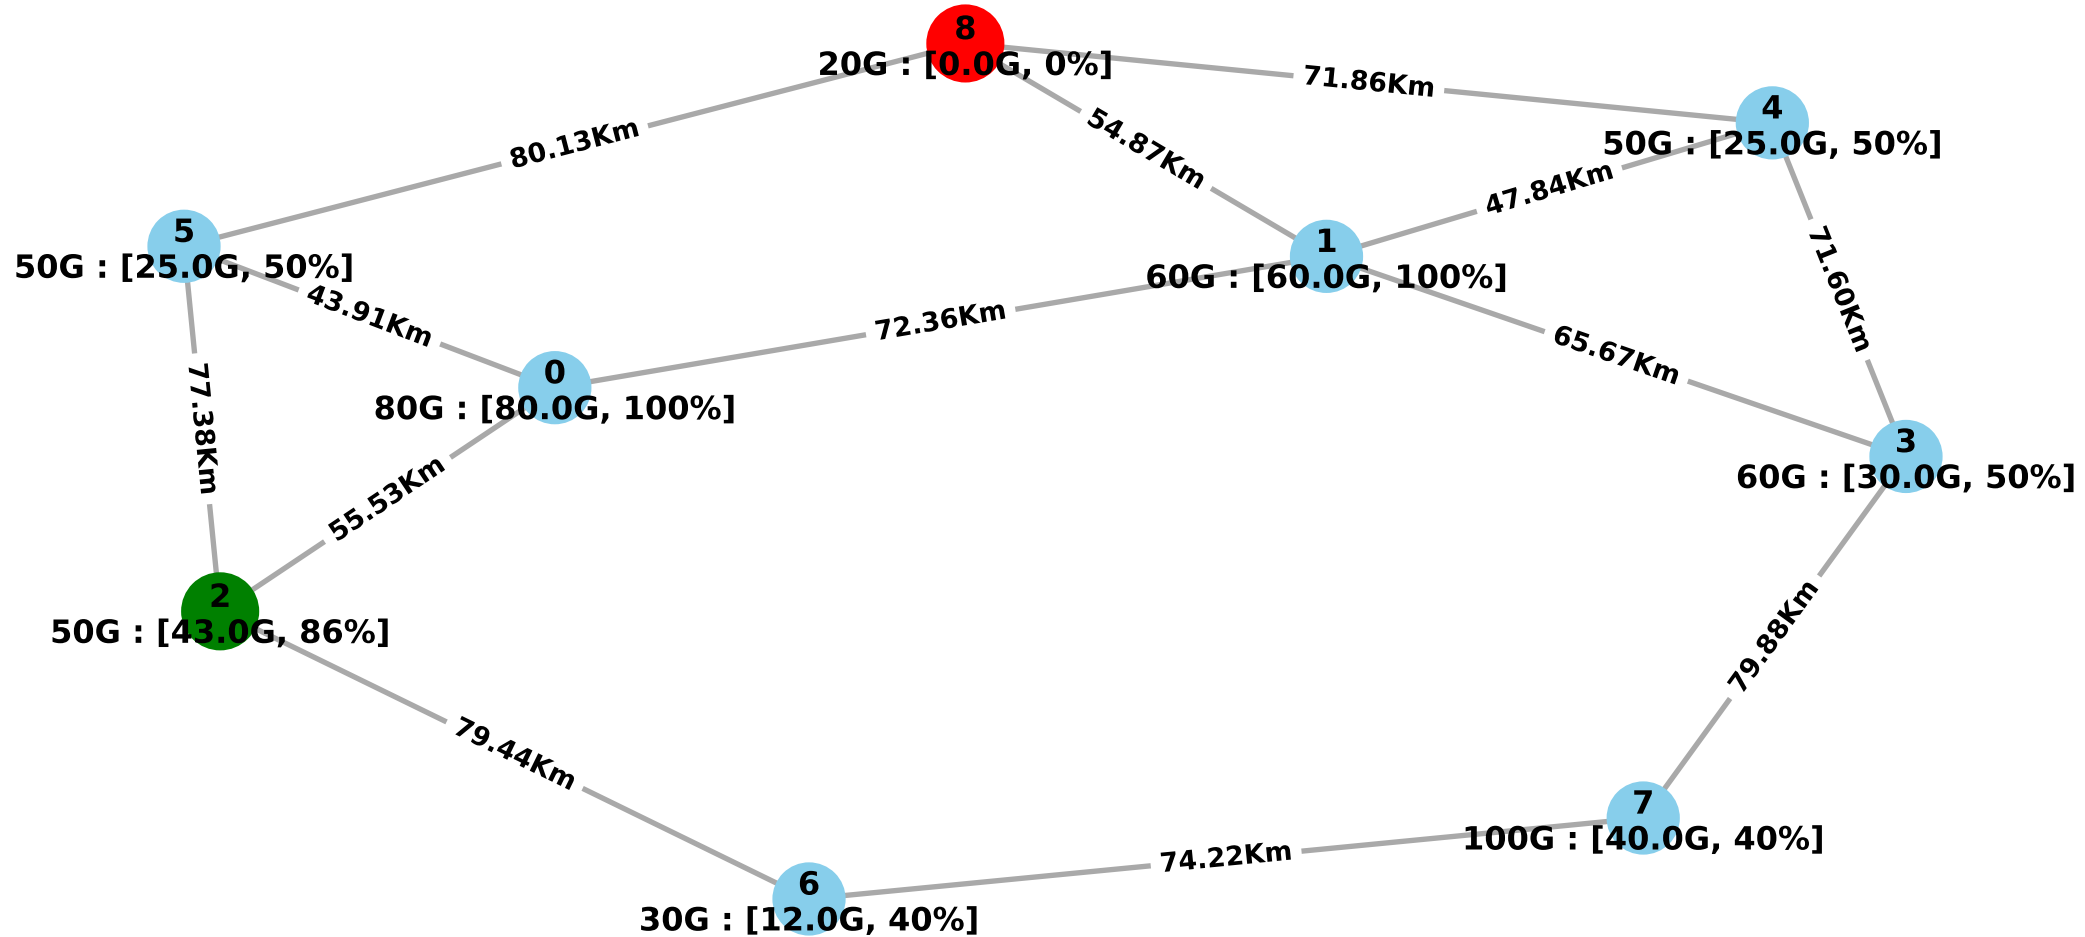 8
20G : [0.0G, 0%]
71.86Km
4
50G : [25.0G, 50%]
80.13Km
54.87Km
47.84Km
5
50G : [25.0G, 50%]
1
60G : [60.0G, 100%]
43.91Km
72.36Km
71.60Km
65.67Km
0
80G : [80.0G, 100%]
77.38Km
3
60G : [30.0G, 50%]
55.53Km
2
50G : [43.0G, 86%]
79.88Km
79.44Km
7
100G : [40.0G, 40%]
74.22Km
6
30G : [12.0G, 40%]